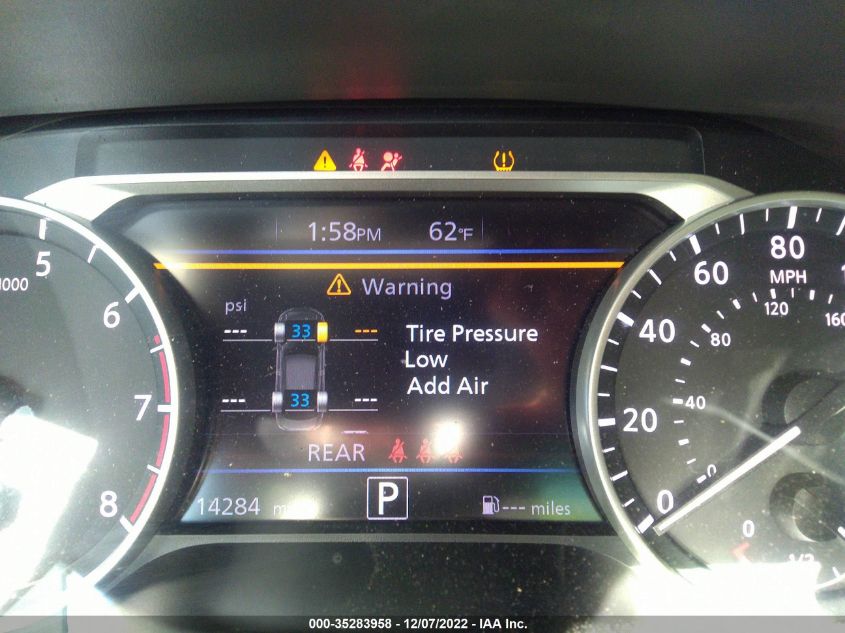 1:58PM 62°F
Warning
psi
--- 33 ---
Tire Pressure
Low
Add Air
--- 33 ---
REAR
14284
P
--- miles
5
1000
6
7
8
80
MPH
60
120
160
40
80
20
40
0
0
0
1/2
000-35283958 - 12/07/2022 - IAA Inc.